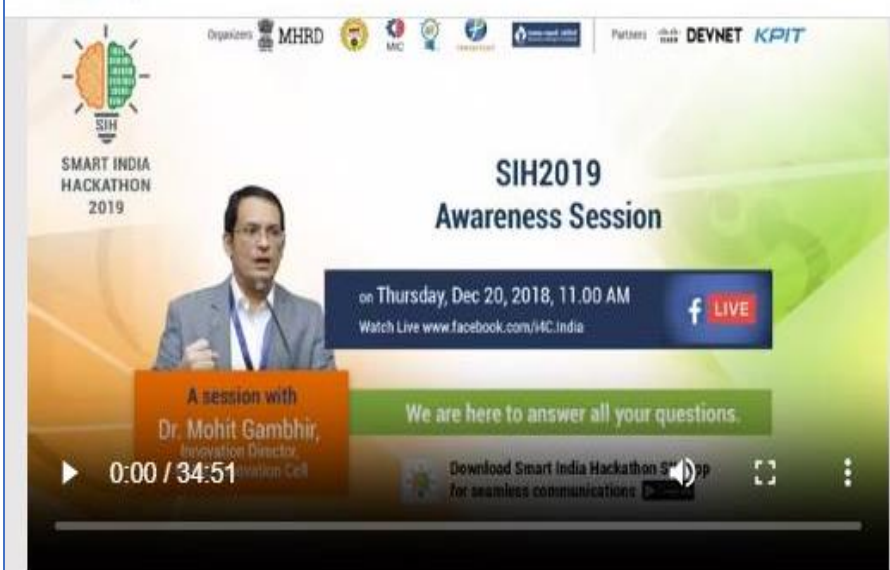 Organizers MHRD MIC Partners DEVNET KPIT
SIH
SMART INDIA
HACKATHON
2019
SIH2019
Awareness Session
on Thursday, Dec 20, 2018, 11.00 AM
Watch Live www.facebook.com/i4C.india
f LIVE
A session with
Dr. Mohit Gambhir,
Innovation Director,
Innovation Cell
We are here to answer all your questions.
Download Smart India Hackathon
for seamless communications
0:00 / 34:51